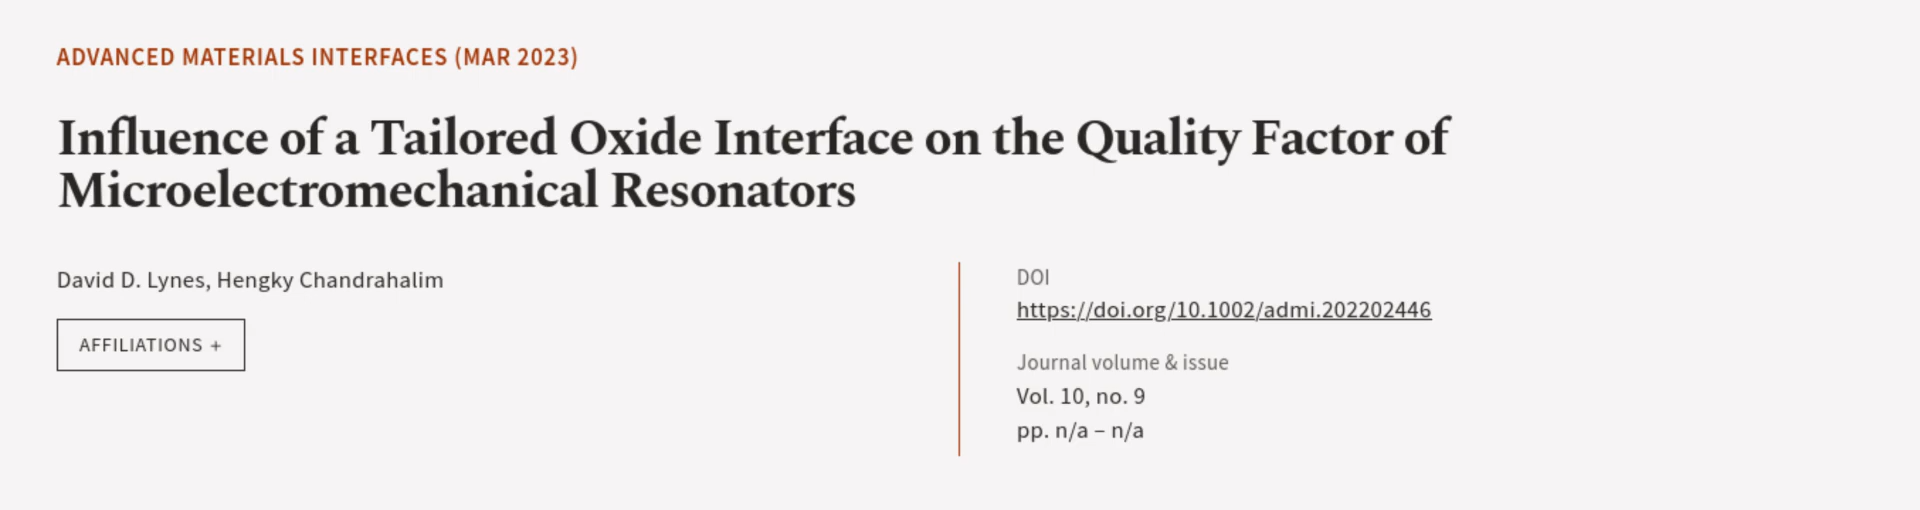 ADVANCED MATERIALS INTERFACES (MAR 2023)
Influence of a Tailored Oxide Interface on the Quality Factor of
Microelectromechanical Resonators
David D. Lynes, Hengky Chandrahalim
AFFILIATIONS +
DOI
https://doi.org/10.1002/admi.202202446
Journal volume & issue
Vol. 10, no. 9
pp. n/a – n/a